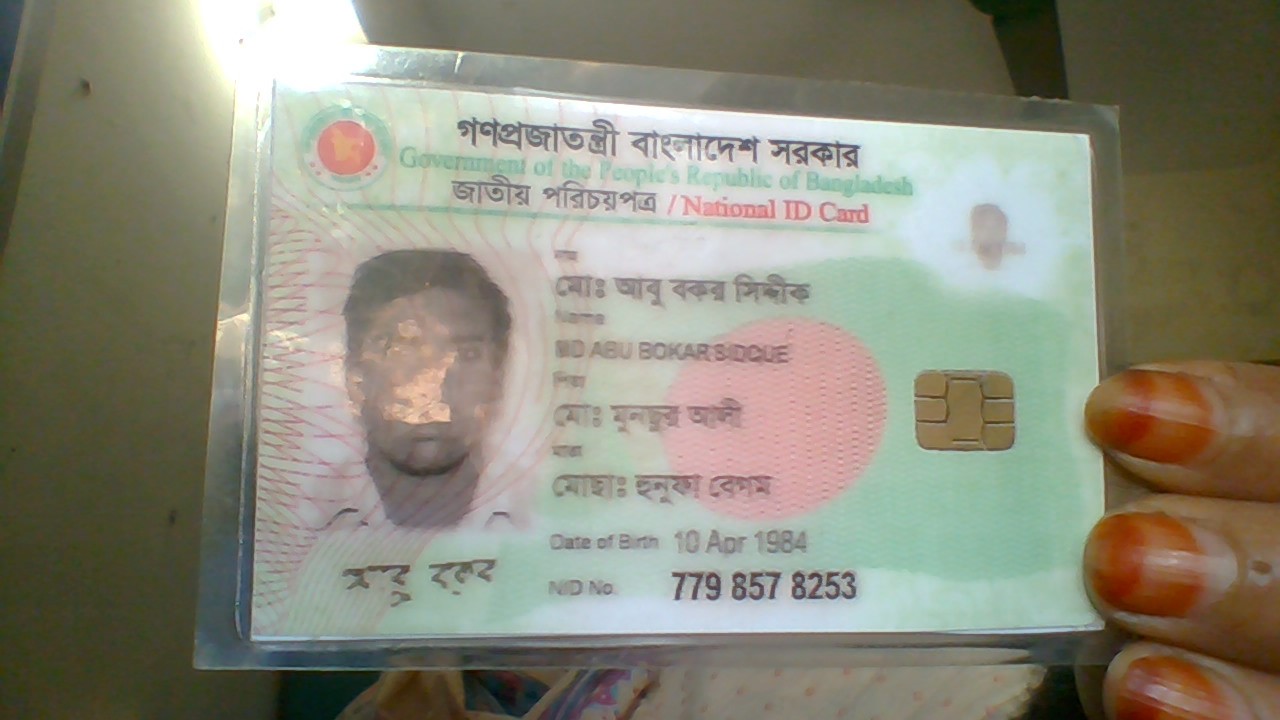 গণপ্রজাতন্ত্রী বাংলাদেশ সরকার
Government of the People's Republic of Bangladesh
জাতীয় পরিচয়পত্র / National ID Card
নাম
মোঃ আবু বকর সিদ্দীক
Name
MD ABU BOKAR SIDDQUE
পিতা
মোঃ মুনছুর আলী
মাতা
মোছাঃ হুনুফা বেগম
Date of Birth 10 Apr 1984
NID No. 779 857 8253
আবু বকর